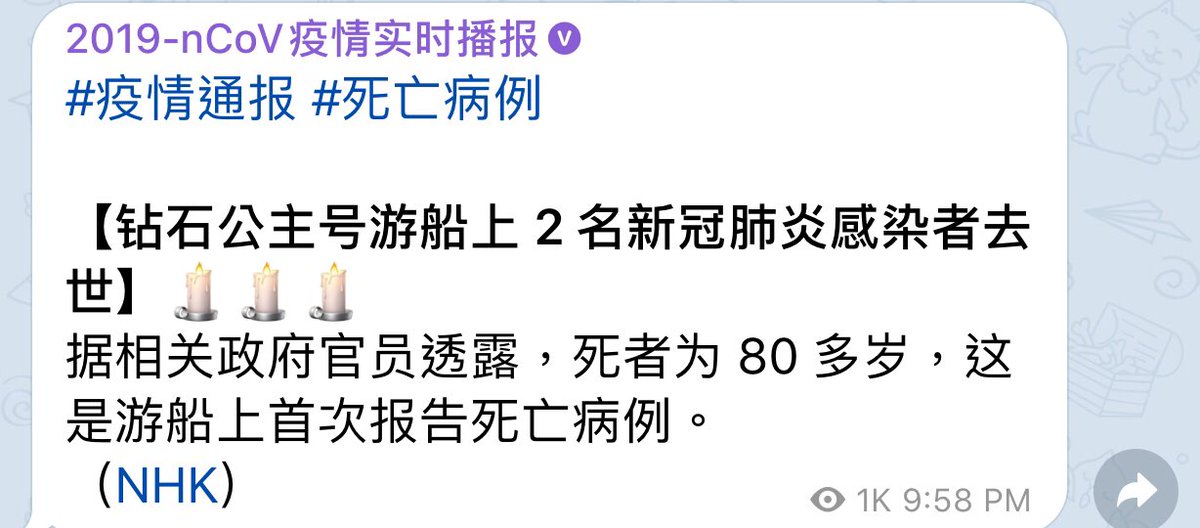 2019-nCoV疫情实时播报
#疫情通报 #死亡病例
【钻石公主号游船上 2 名新冠肺炎感染者去
世】🕯🕯🕯
据相关政府官员透露，死者为 80 多岁，这
是游船上首次报告死亡病例。
（NHK）
1K 9:58 PM